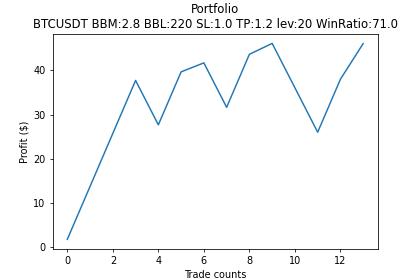 Portfolio
BTCUSDT BBM:2.8 BBL:220 SL:1.0 TP:1.2 lev:20 WinRatio:71.0
40
30
20
10
0
Profit ($)
0 2 4 6 8 10 12
Trade counts